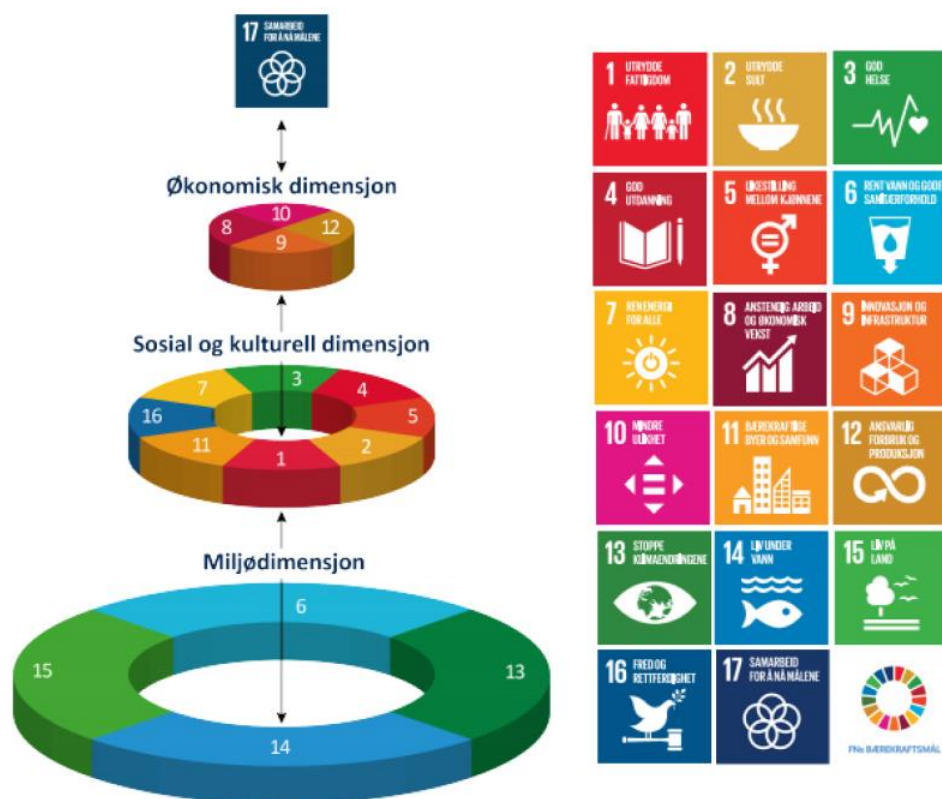 17 SAMARBEID
FOR Å NÅ MÅLENE
Økonomisk dimensjon
10
8
12
9
Sosial og kulturell dimensjon
3
7
4
16
5
11
2
1
Miljødimensjon
6
15
13
14
1 UTRYDDE
FATTIGDOM
2 UTRYDDE
SULT
3 GOD
HELSE
4 GOD
UTDANNING
5 LIKESTILLING
MELLOM KJØNNENE
6 RENT VANN OG GODE
SANITÆRFORHOLD
7 REN ENERGI
FOR ALLE
8 ANSTENDIG ARBEID
OG ØKONOMISK
VEKST
9 INNOVASJON OG
INFRASTRUKTUR
10 MINDRE
ULIKHET
11 BÆREKRAFTIGE
BYER OG SAMFUNN
12 ANSVARLIG
FORBRUK OG
PRODUKSJON
13 STOPPE
KLIMAENDRINGENE
14 LIV UNDER
VANN
15 LIV PÅ
LAND
16 FRED OG
RETTFERDIGHET
17 SAMARBEID
FOR Å NÅ MÅLENE
FNs BÆREKRAFTSMÅL